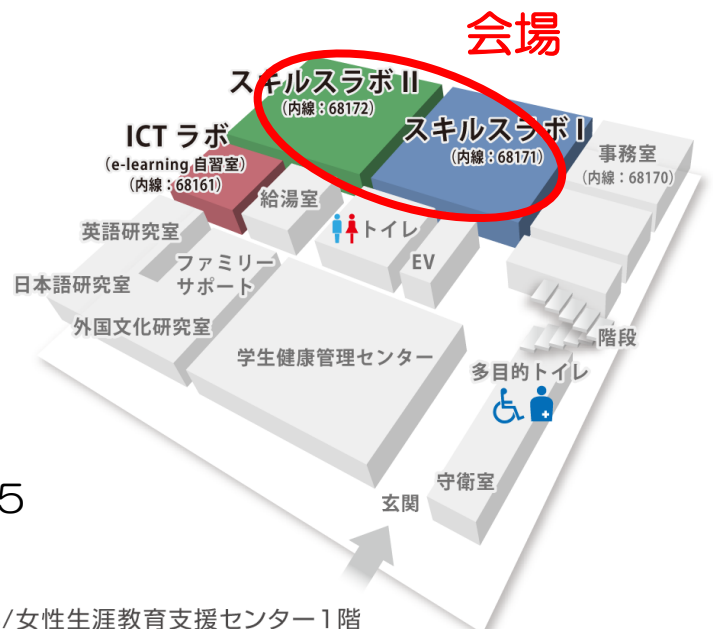 会場
スキルスラボⅡ
(内線：68172)
スキルスラボⅠ
(内線：68171)
ICT ラボ
(e-learning 自習室)
(内線：68161)
事務室
(内線：68170)
給湯室
トイレ
EV
英語研究室
ファミリー
サポート
日本語研究室
外国文化研究室
階段
学生健康管理センター
多目的トイレ
守衛室
玄関
5
/女性生涯教育支援センター1階